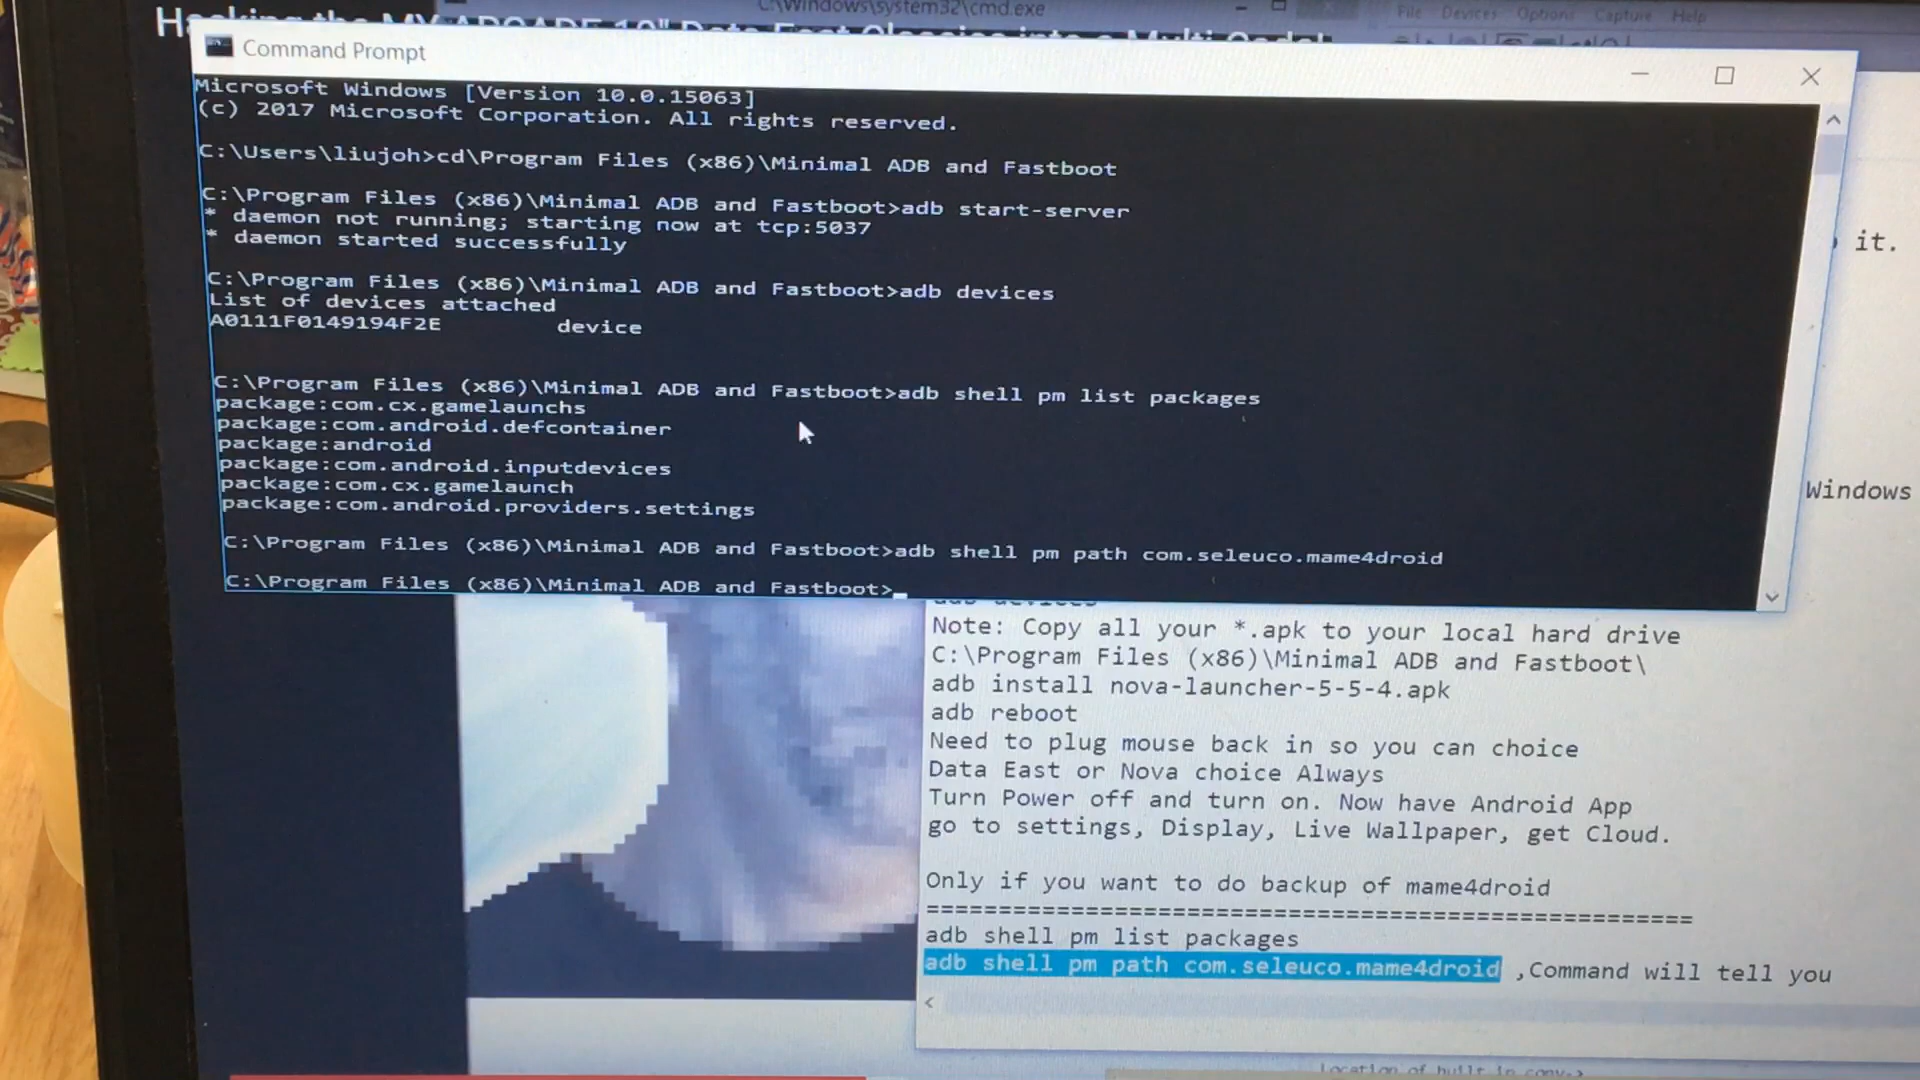 C:\Windows\system32\cmd.exe
File Devices Options Capture Help
Command Prompt
Microsoft Windows [Version 10.0.15063]
(c) 2017 Microsoft Corporation. All rights reserved.
C:\Users\liujoh>cd\Program Files (x86)\Minimal ADB and Fastboot
C:\Program Files (x86)\Minimal ADB and Fastboot>adb start-server
* daemon not running; starting now at tcp:5037
* daemon started successfully
C:\Program Files (x86)\Minimal ADB and Fastboot>adb devices
List of devices attached
A0111F0149194F2E device
C:\Program Files (x86)\Minimal ADB and Fastboot>adb shell pm list packages
package:com.cx.gamelaunchs
package:com.android.defcontainer
package:android
package:com.android.inputdevices
package:com.cx.gamelaunch
package:com.android.providers.settings
C:\Program Files (x86)\Minimal ADB and Fastboot>adb shell pm path com.seleuco.mame4droid
C:\Program Files (x86)\Minimal ADB and Fastboot>
it.
Windows
Note: Copy all your *.apk to your local hard drive
C:\Program Files (x86)\Minimal ADB and Fastboot\
adb install nova-launcher-5-5-4.apk
adb reboot
Need to plug mouse back in so you can choice
Data East or Nova choice Always
Turn Power off and turn on. Now have Android App
go to settings, Display, Live Wallpaper, get Cloud.
Only if you want to do backup of mame4droid
=====================================================
adb shell pm list packages
adb shell pm path com.seleuco.mame4droid ,Command will tell you